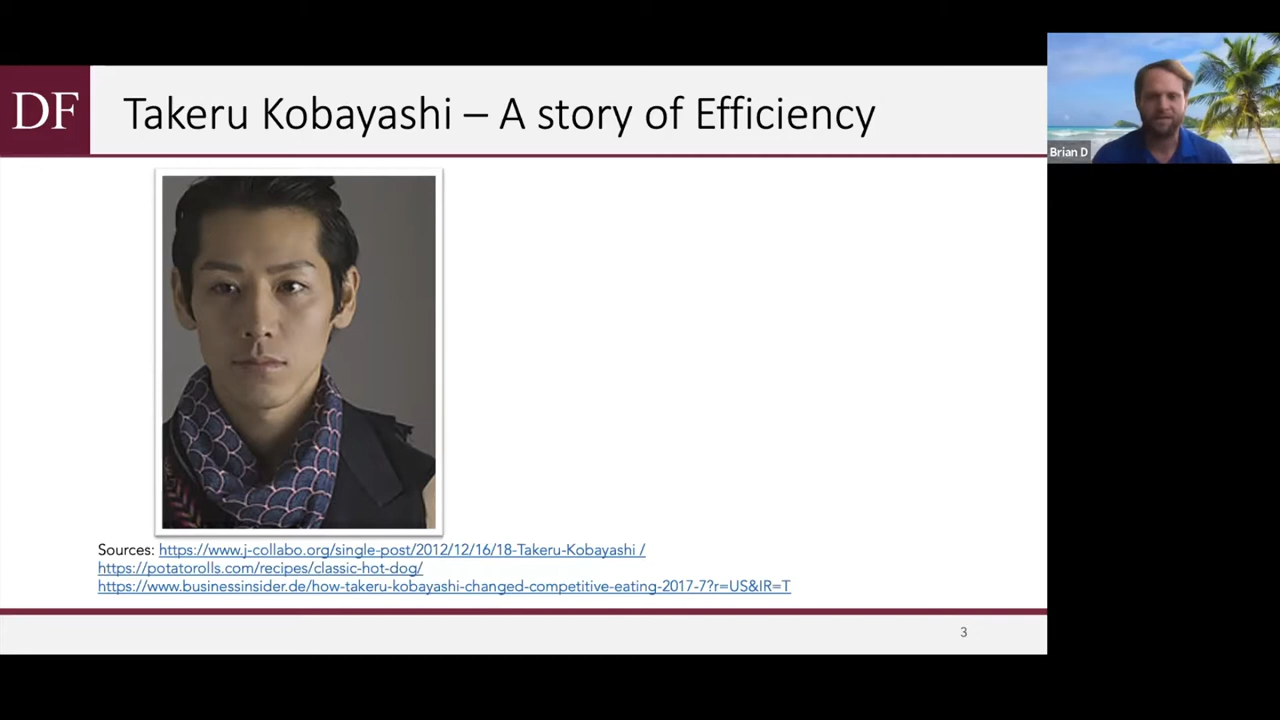 DF
Takeru Kobayashi – A story of Efficiency
Brian D
Sources: https://www.j-collabo.org/single-post/2012/12/16/18-Takeru-Kobayashi /
https://potatorolls.com/recipes/classic-hot-dog/
https://www.businessinsider.de/how-takeru-kobayashi-changed-competitive-eating-2017-7?r=US&IR=T
3